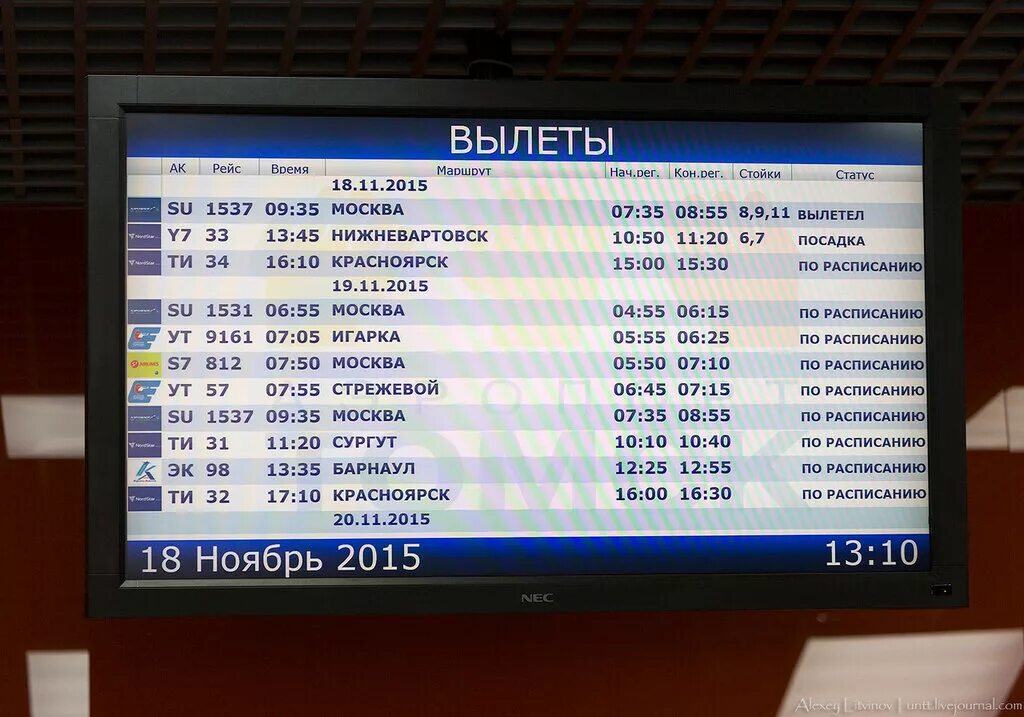 ВЫЛЕТЫ
АК Рейс Время Маршрут Нач.рег. Кон.рег. Стойки Статус
18.11.2015
SU 1537 09:35 МОСКВА 07:35 08:55 8,9,11 ВЫЛЕТЕЛ
NordStar Y7 33 13:45 НИЖНЕВАРТОВСК 10:50 11:20 6,7 ПОСАДКА
NordStar ТИ 34 16:10 КРАСНОЯРСК 15:00 15:30 ПО РАСПИСАНИЮ
19.11.2015
SU 1531 06:55 МОСКВА 04:55 06:15 ПО РАСПИСАНИЮ
УТ 9161 07:05 ИГАРКА 05:55 06:25 ПО РАСПИСАНИЮ
S7 812 07:50 МОСКВА 05:50 07:10 ПО РАСПИСАНИЮ
УТ 57 07:55 СТРЕЖЕВОЙ 06:45 07:15 ПО РАСПИСАНИЮ
SU 1537 09:35 МОСКВА 07:35 08:55 ПО РАСПИСАНИЮ
NordStar ТИ 31 11:20 СУРГУТ 10:10 10:40 ПО РАСПИСАНИЮ
ЭК 98 13:35 БАРНАУЛ 12:25 12:55 ПО РАСПИСАНИЮ
NordStar ТИ 32 17:10 КРАСНОЯРСК 16:00 16:30 ПО РАСПИСАНИЮ
20.11.2015
18 Ноябрь 2015 13:10
NEC
Alexey Litvinov | untt.livejournal.com